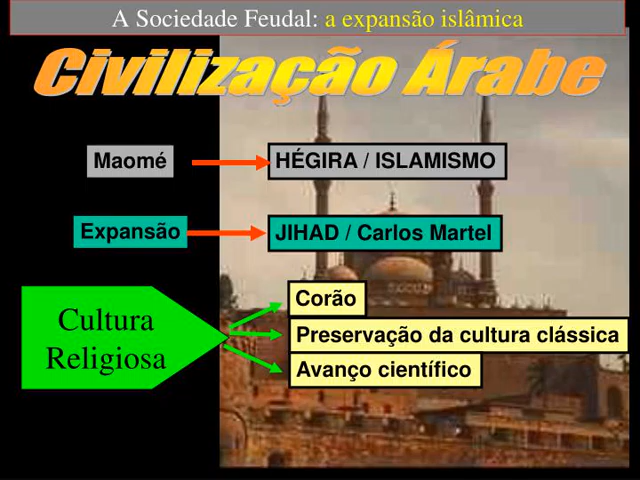 A Sociedade Feudal: a expansão islâmica
Civilização Árabe
Maomé
HÉGIRA / ISLAMISMO
Expansão
JIHAD / Carlos Martel
Cultura
Religiosa
Corão
Preservação da cultura clássica
Avanço científico